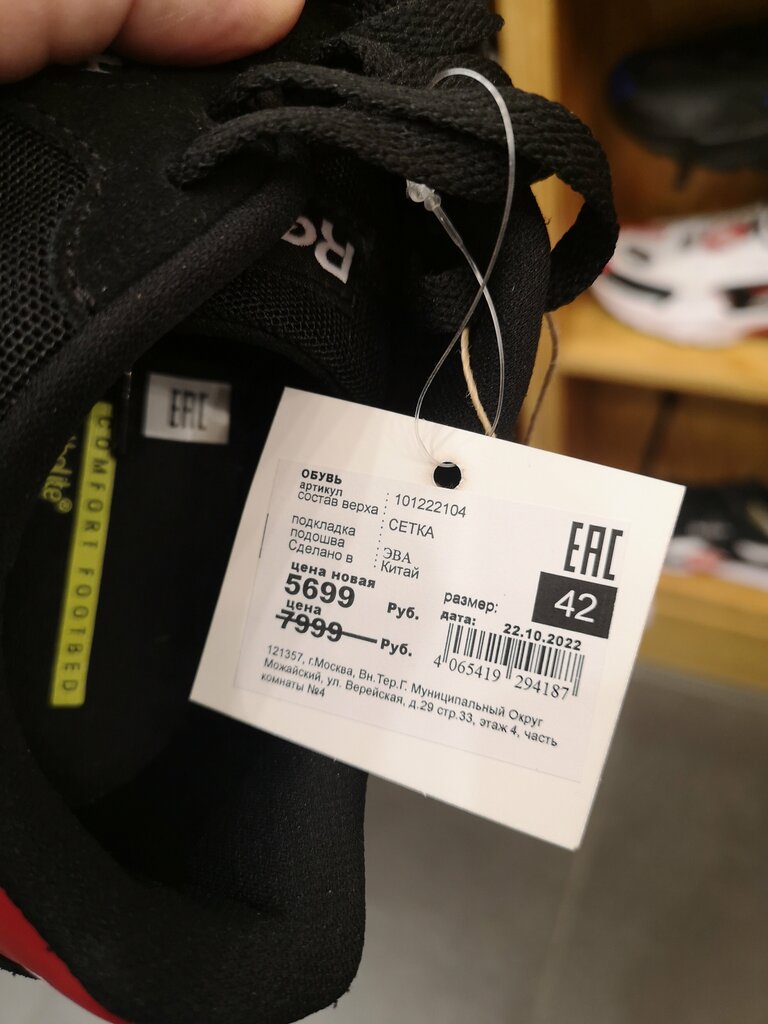 Re
EAC
COMFORT FOOTBED
ОБУВЬ
артикул : 101222104
состав верха : СЕТКА
подкладка
подошва : ЭВА
Сделано в : Китай
EAC
42
цена новая
5699 Руб.
цена
7999 Руб.
размер:
дата: 22.10.2022
4 065419 294187
121357, г.Москва, Вн.Тер.Г. Муниципальный Округ
Можайский, ул. Верейская, д.29 стр.33, этаж 4, часть
комнаты №4